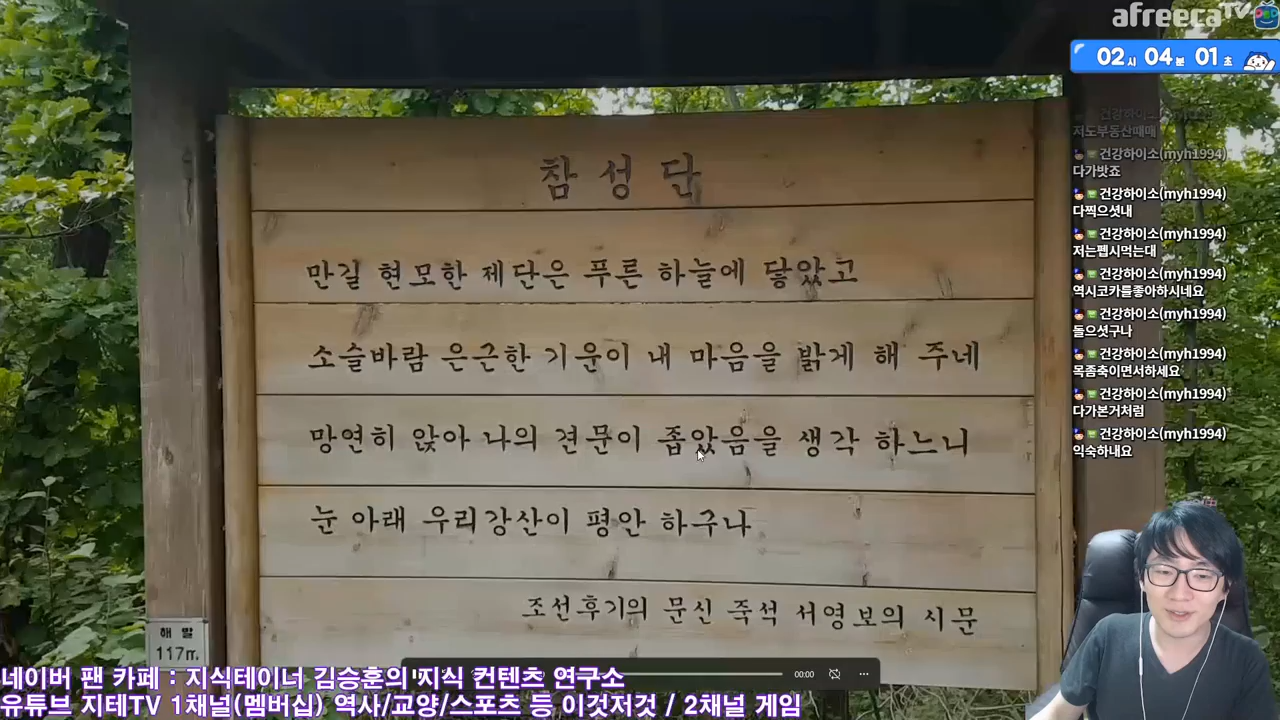 afreecaTV
02시 04분 01초
참성단
만길 현모한 제단은 푸른 하늘에 닿았고
소슬바람 은근한 기운이 내 마음을 밝게 해 주네
망연히 앉아 나의 견문이 좁았음을 생각 하느니
눈 아래 우리강산이 평안 하구나
조선후기의 문신 죽석 서영보의 시문
해 발
117m
건강하이소(myh1994)
저도부동산때매
건강하이소(myh1994)
다가밧죠
건강하이소(myh1994)
다찍으셧내
건강하이소(myh1994)
저는펩시먹는대
건강하이소(myh1994)
역시코카를좋아하시네요
건강하이소(myh1994)
돌으셧구나
건강하이소(myh1994)
목좀축이면서하세요
건강하이소(myh1994)
다가본거처럼
건강하이소(myh1994)
익숙하내요
00:00
네이버 팬 카페 : 지식테이너 김승훈의 '지식 컨텐츠 연구소
유튜브 지테TV 1채널(멤버십) 역사/교양/스포츠 등 이것저것 / 2채널 게임